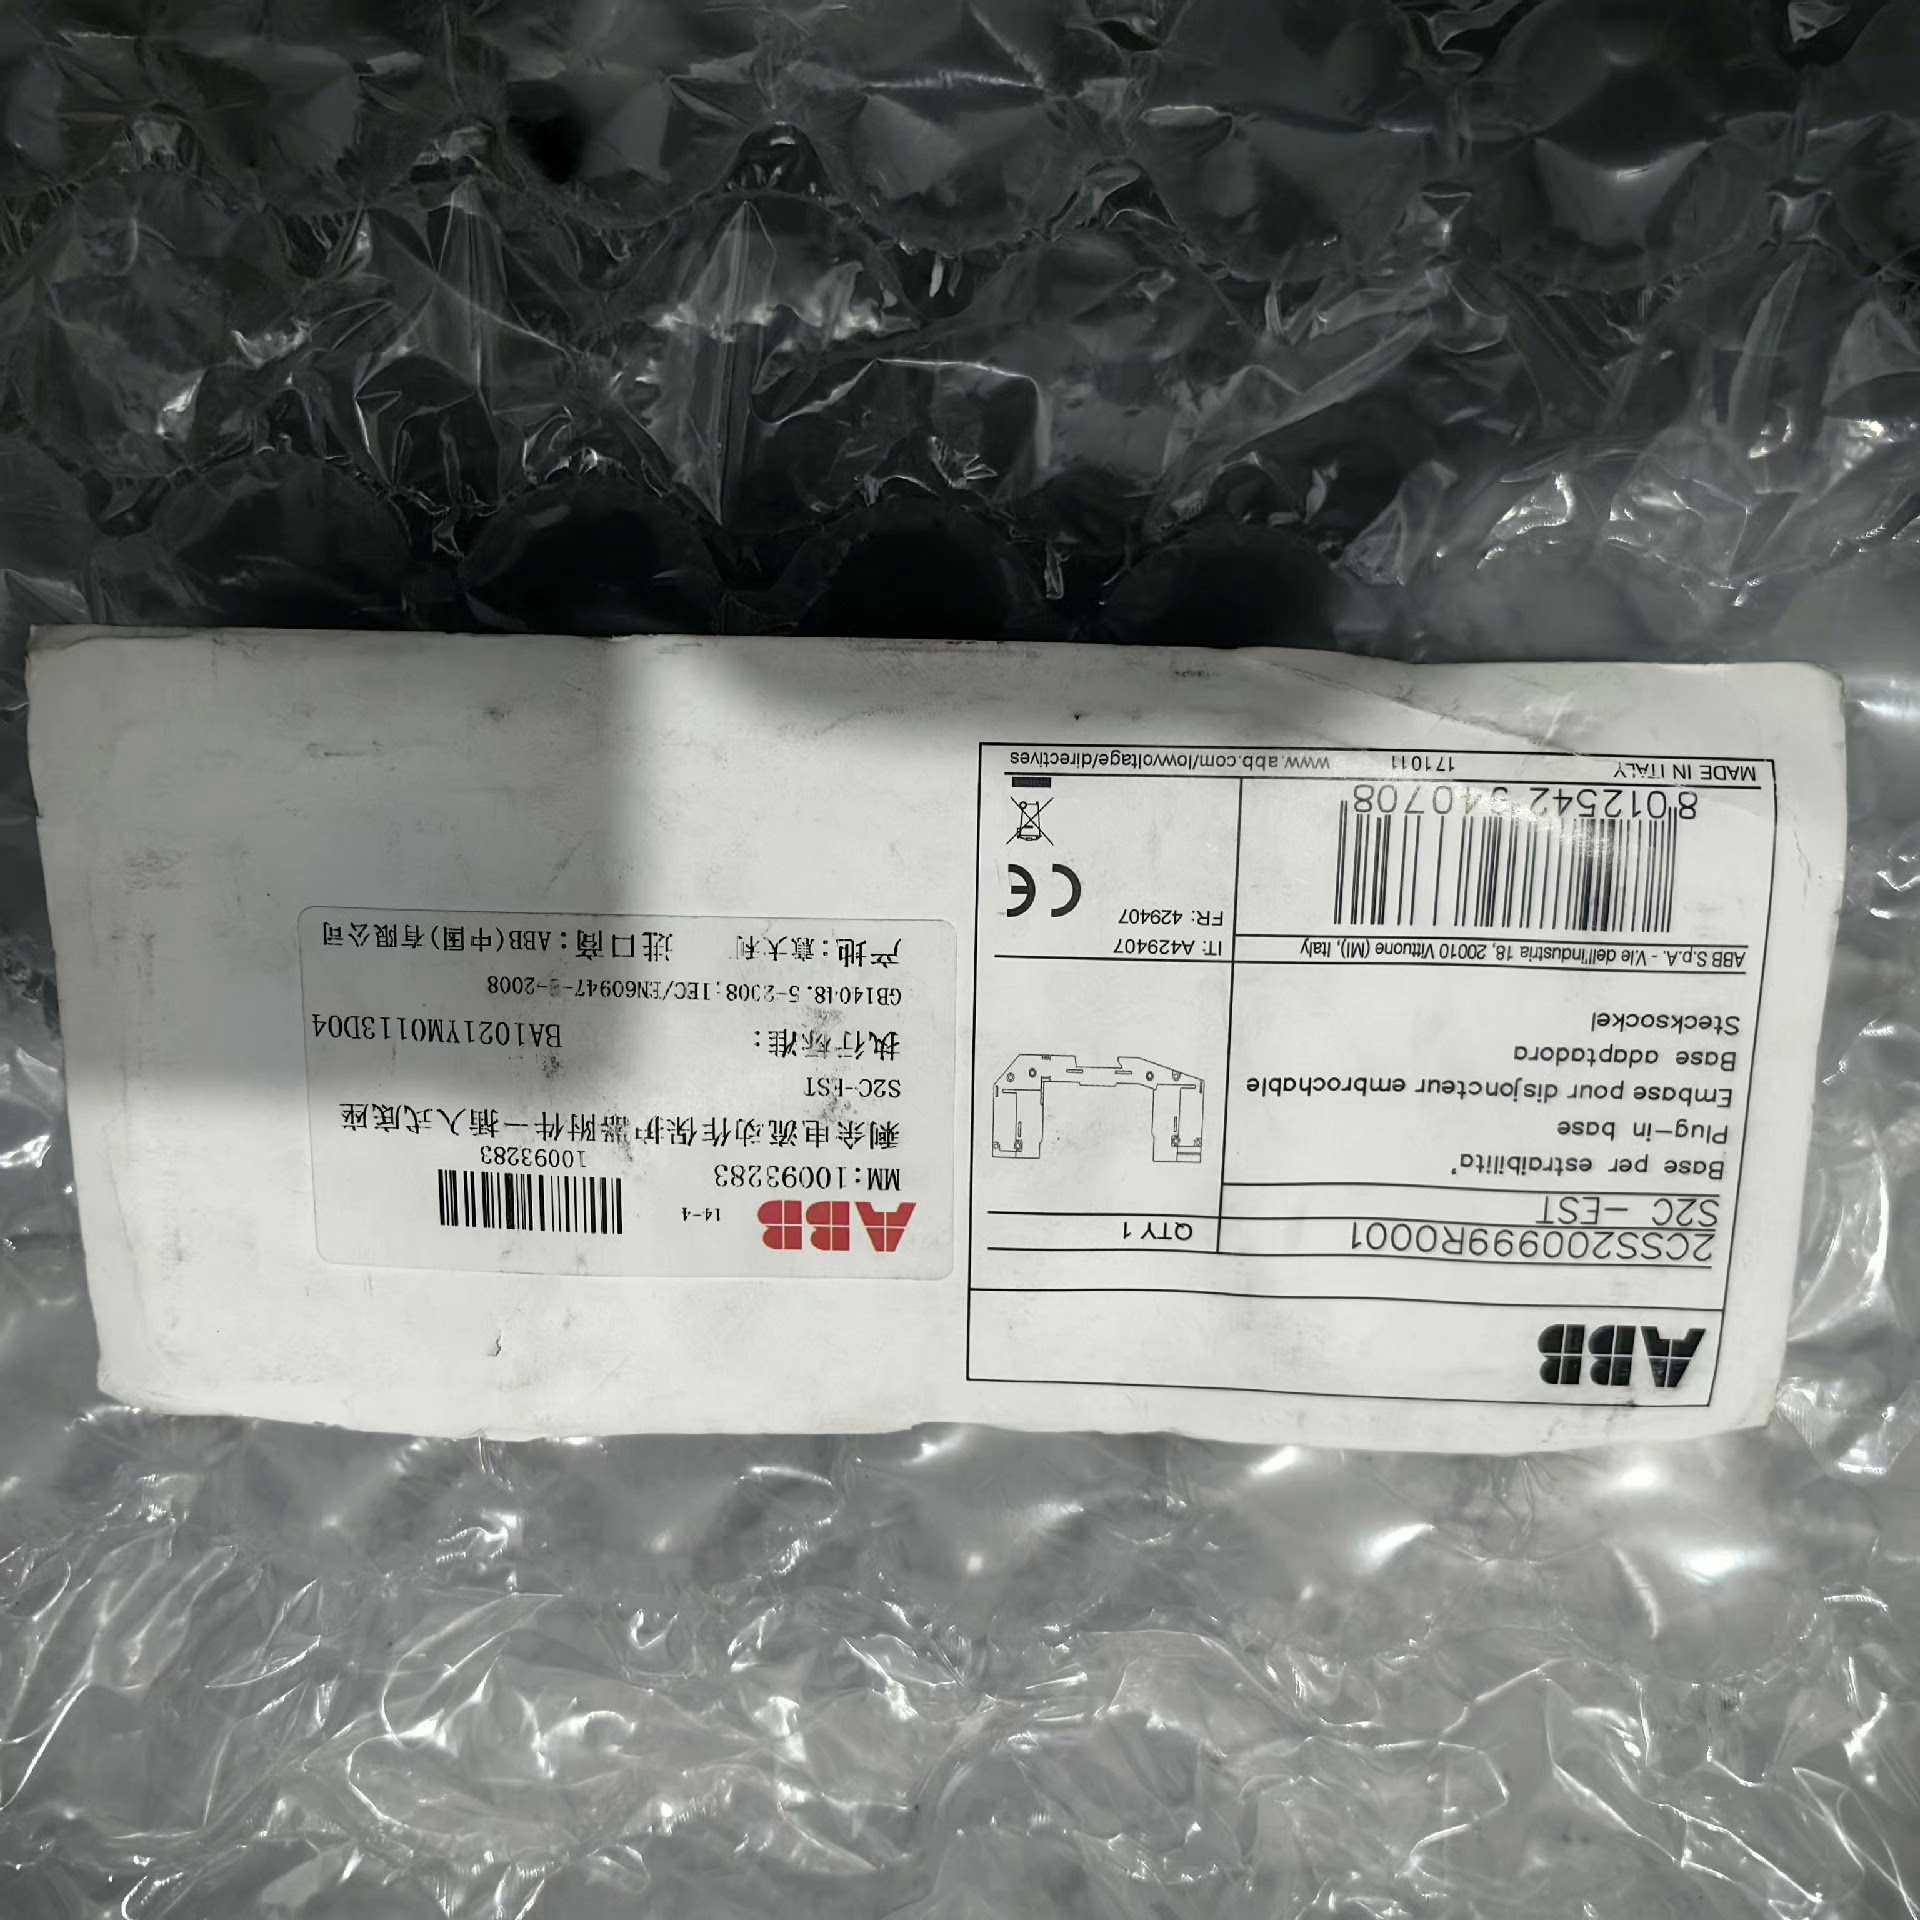 ABB
2CSS200999R0001
QTY 1
S2C -EST
Base per estraibilita'
Plug-in base
Embase pour disjoncteur embrochable
Base adaptadora
Stecksockel
ABB S.p.A. - V.le dell'industria 18, 20010 Vittuone (MI), Italy
IT: A429407
FR: 429407
CE
8 012542 940708
MADE IN ITALY 171011 www.abb.com/lowvoltage/directives
ABB 14-4
MM:10093283
10093283
剩余电流动作保护器附件－插入式底座
S2C-EST
执行标准: BA1021YM0113D04
GB14048.5-2008;IEC/EN60947- -2008
产地:意大利 进口商:ABB(中国)有限公司